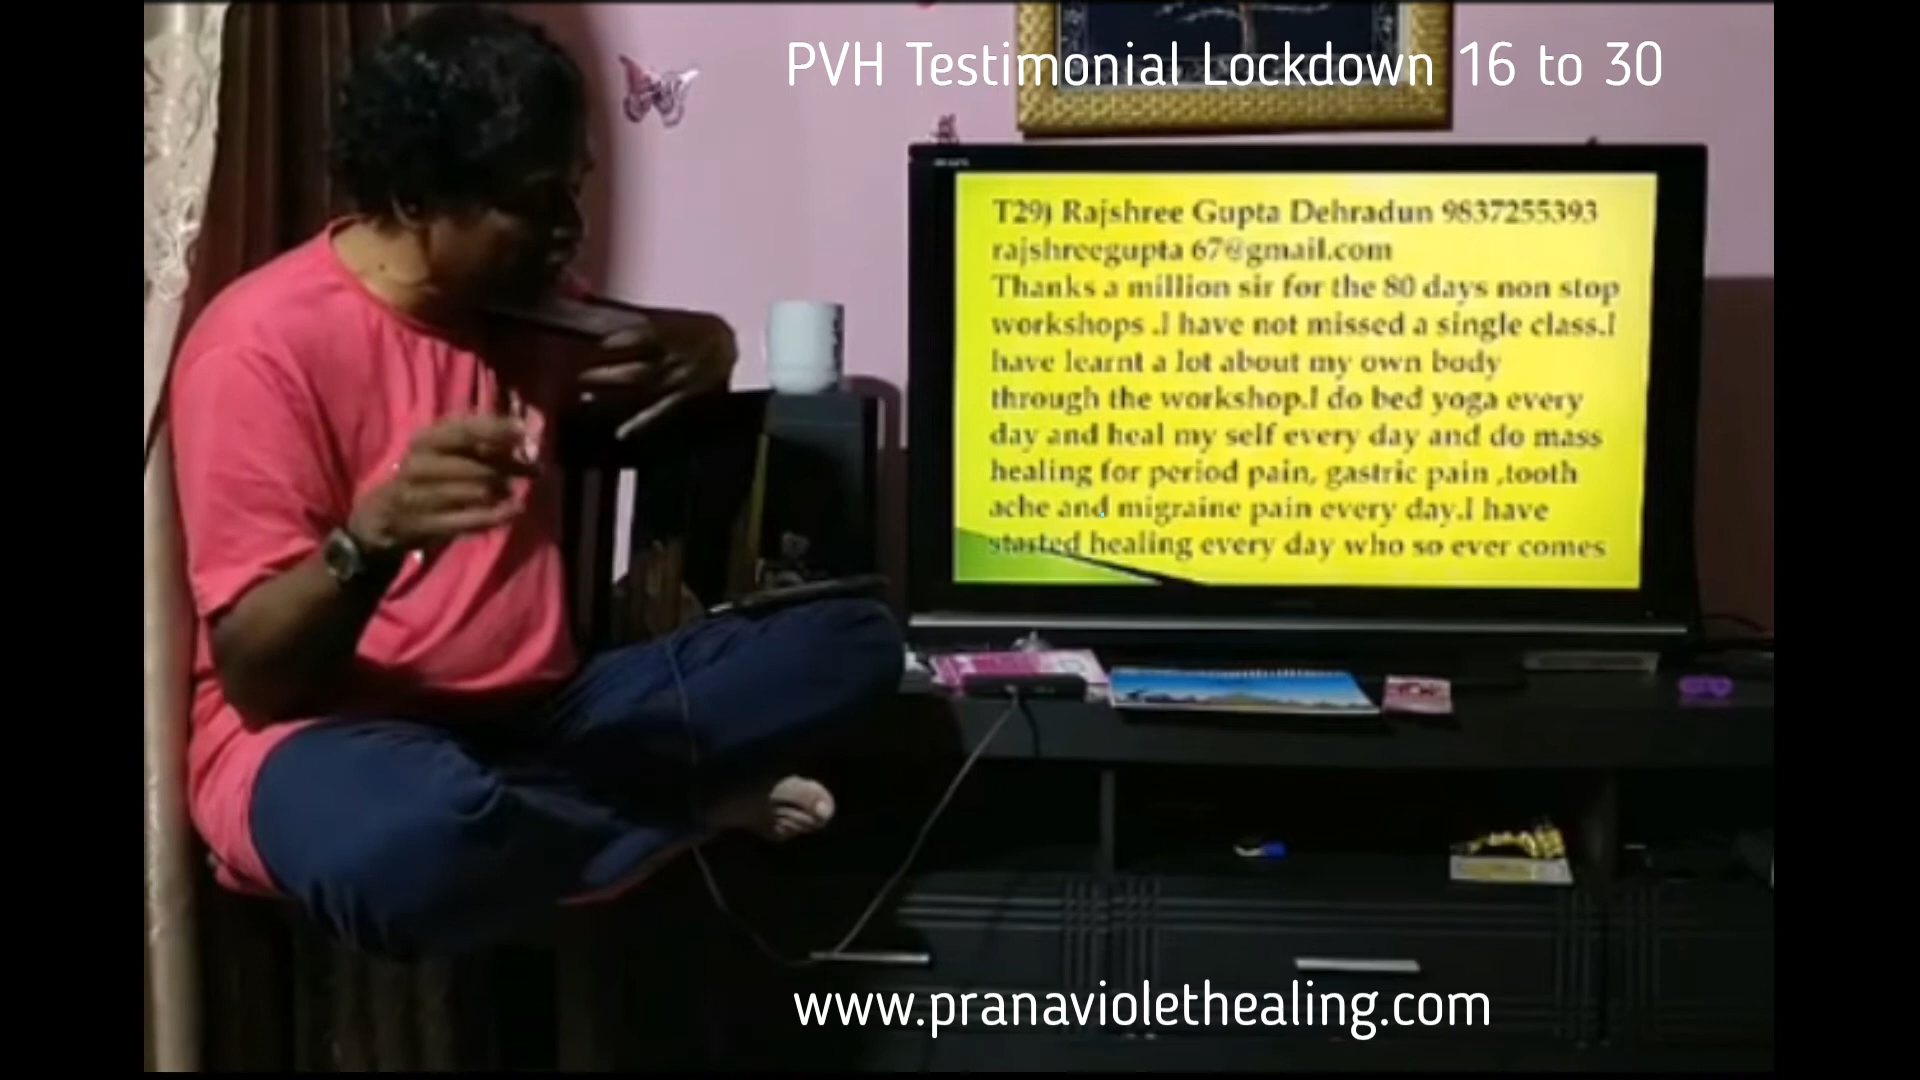 PVH Testimonial Lockdown 16 to 30
T29) Rajshree Gupta Dehradun 9837255393
rajshreegupta 67@gmail.com
Thanks a million sir for the 80 days non stop
workshops .I have not missed a single class.I
have learnt a lot about my own body
through the workshop.I do bed yoga every
day and heal my self every day and do mass
healing for period pain, gastric pain ,tooth
ache and migraine pain every day.I have
started healing every day who so ever comes
www.pranaviolethealing.com